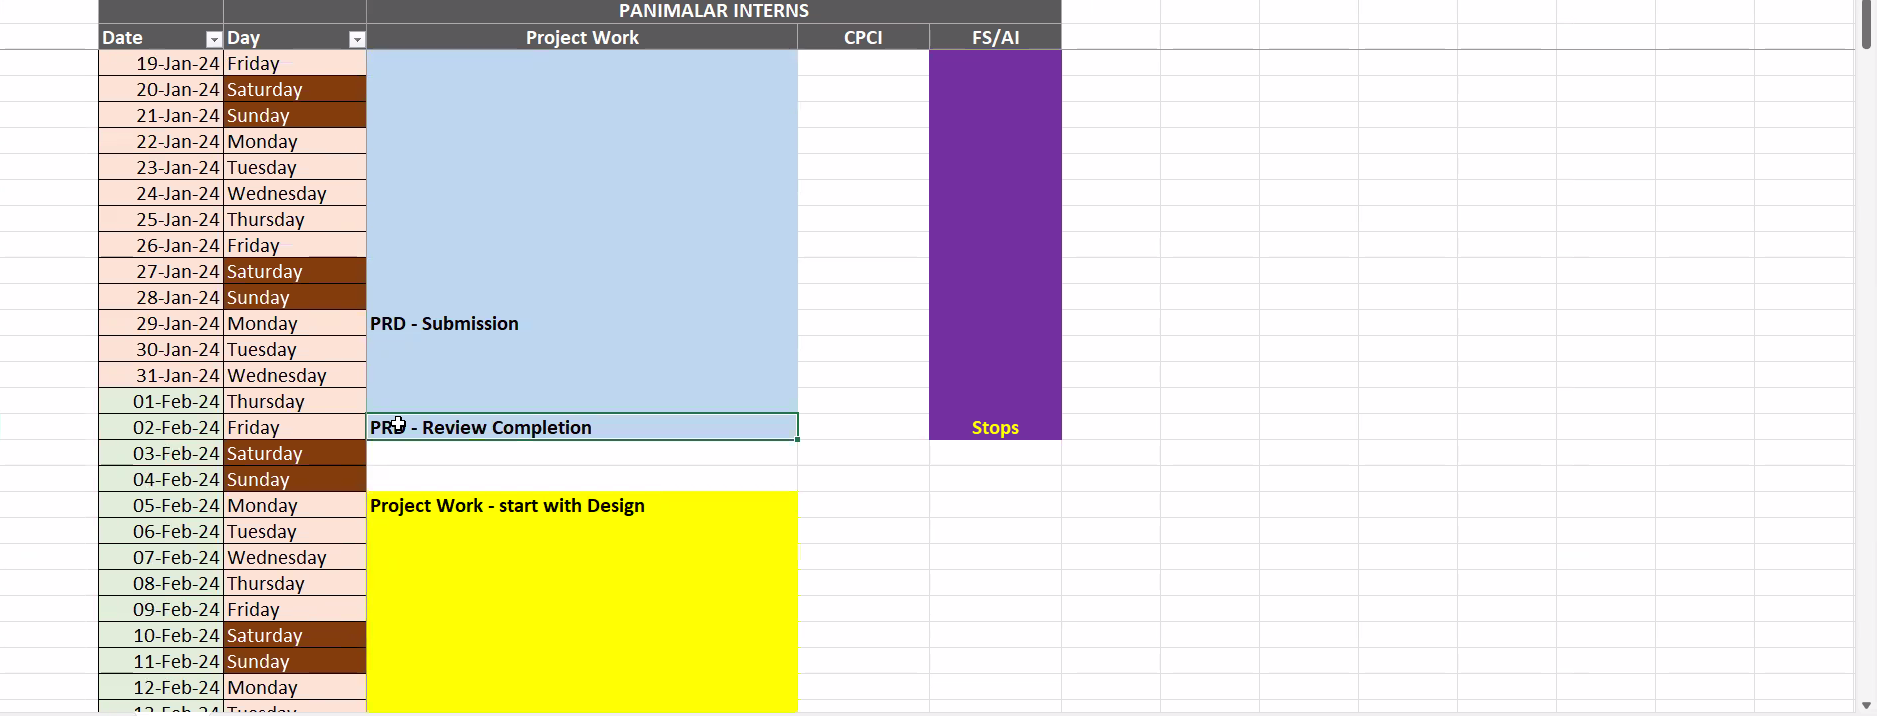 PANIMALAR INTERNS
Date Day Project Work CPCI FS/AI
19-Jan-24 Friday
20-Jan-24 Saturday
21-Jan-24 Sunday
22-Jan-24 Monday
23-Jan-24 Tuesday
24-Jan-24 Wednesday
25-Jan-24 Thursday
26-Jan-24 Friday
27-Jan-24 Saturday
28-Jan-24 Sunday
29-Jan-24 Monday PRD - Submission
30-Jan-24 Tuesday
31-Jan-24 Wednesday
01-Feb-24 Thursday
02-Feb-24 Friday PRD - Review Completion Stops
03-Feb-24 Saturday
04-Feb-24 Sunday
05-Feb-24 Monday Project Work - start with Design
06-Feb-24 Tuesday
07-Feb-24 Wednesday
08-Feb-24 Thursday
09-Feb-24 Friday
10-Feb-24 Saturday
11-Feb-24 Sunday
12-Feb-24 Monday
13-Feb-24 Tuesday